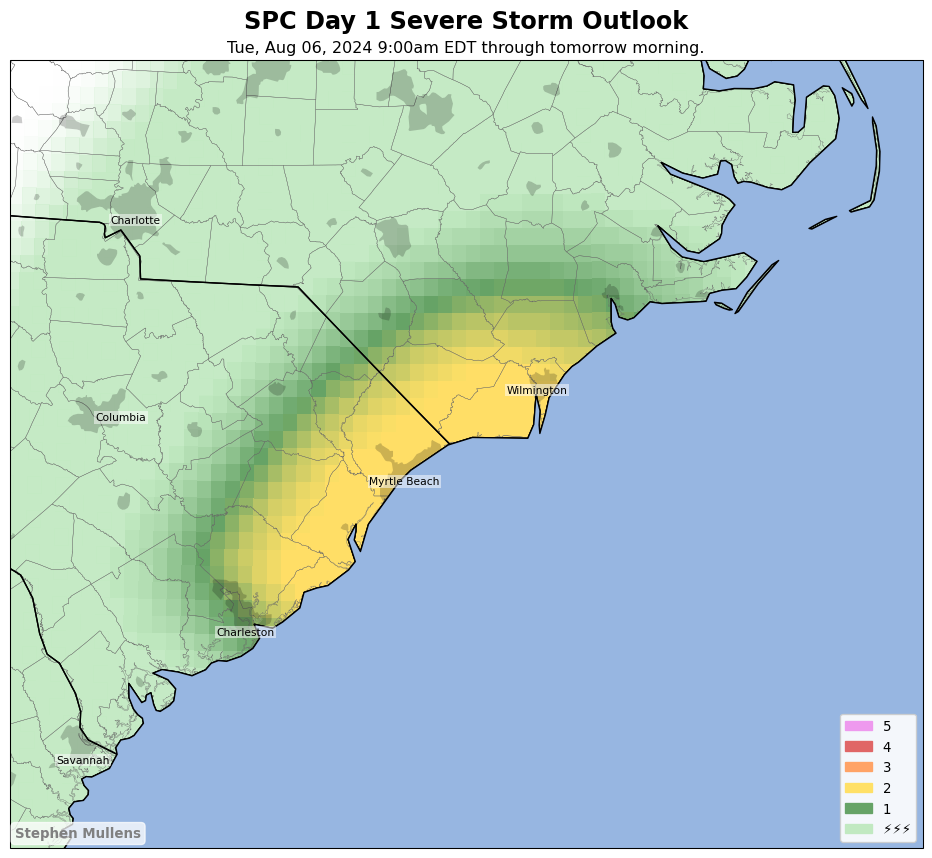 SPC Day 1 Severe Storm Outlook
Tue, Aug 06, 2024 9:00am EDT through tomorrow morning.
Charlotte
Wilmington
Columbia
Myrtle Beach
Charleston
Savannah
5
4
3
2
1
⚡⚡⚡
Stephen Mullens